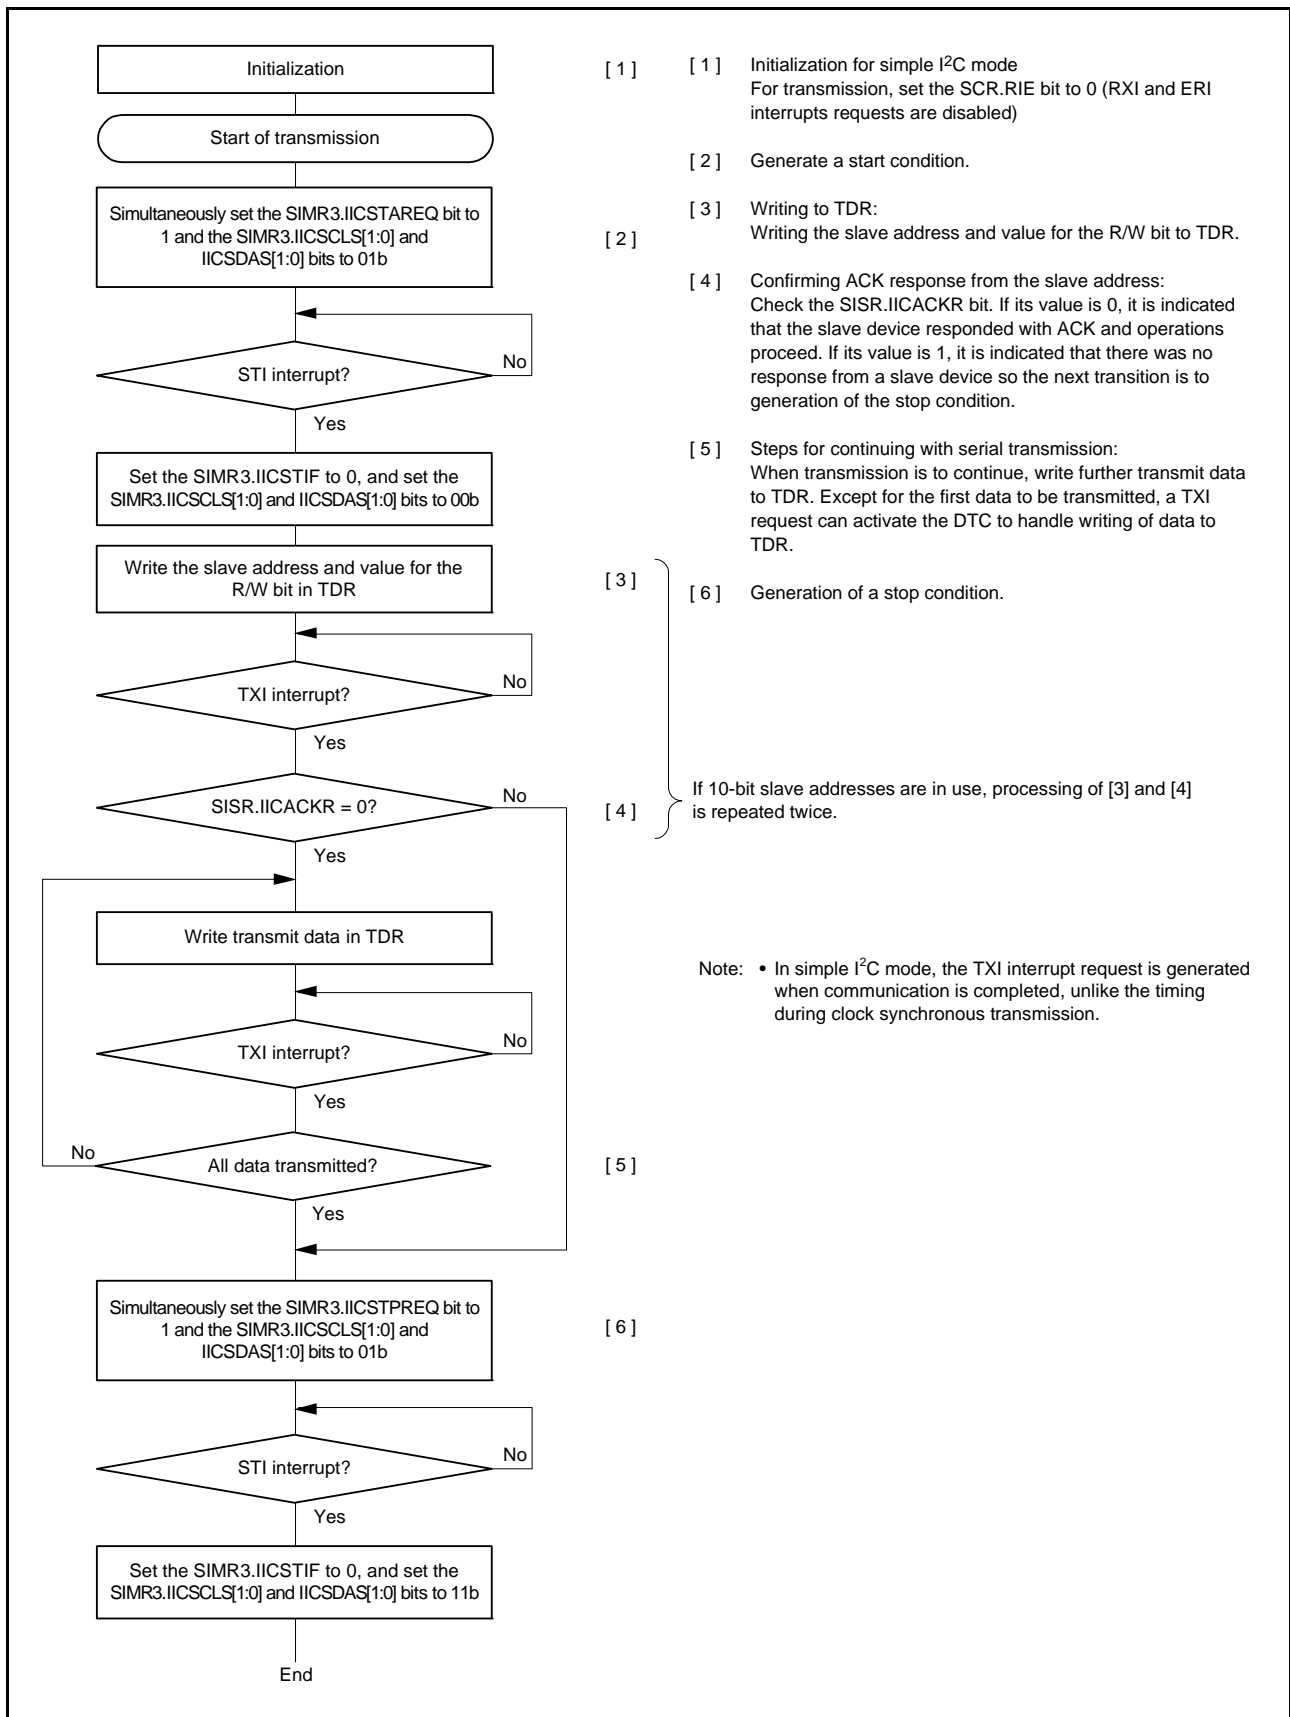 Initialization
[ 1 ]
Start of transmission
Simultaneously set the SIMR3.IICSTAREQ bit to
1 and the SIMR3.IICSCLS[1:0] and
IICSDAS[1:0] bits to 01b
[ 2 ]
STI interrupt?
No
Yes
Set the SIMR3.IICSTIF to 0, and set the
SIMR3.IICSCLS[1:0] and IICSDAS[1:0] bits to 00b
Write the slave address and value for the
R/W bit in TDR
[ 3 ]
TXI interrupt?
No
Yes
SISR.IICACKR = 0?
No
[ 4 ]
Yes
Write transmit data in TDR
TXI interrupt?
No
Yes
No
All data transmitted?
[ 5 ]
Yes
Simultaneously set the SIMR3.IICSTPREQ bit to
1 and the SIMR3.IICSCLS[1:0] and
IICSDAS[1:0] bits to 01b
[ 6 ]
STI interrupt?
No
Yes
Set the SIMR3.IICSTIF to 0, and set the
SIMR3.IICSCLS[1:0] and IICSDAS[1:0] bits to 11b
End
[ 1 ] Initialization for simple I2C mode
For transmission, set the SCR.RIE bit to 0 (RXI and ERI
interrupts requests are disabled)
[ 2 ] Generate a start condition.
[ 3 ] Writing to TDR:
Writing the slave address and value for the R/W bit to TDR.
[ 4 ] Confirming ACK response from the slave address:
Check the SISR.IICACKR bit. If its value is 0, it is indicated
that the slave device responded with ACK and operations
proceed. If its value is 1, it is indicated that there was no
response from a slave device so the next transition is to
generation of the stop condition.
[ 5 ] Steps for continuing with serial transmission:
When transmission is to continue, write further transmit data
to TDR. Except for the first data to be transmitted, a TXI
request can activate the DTC to handle writing of data to
TDR.
[ 6 ] Generation of a stop condition.
If 10-bit slave addresses are in use, processing of [3] and [4]
is repeated twice.
Note: • In simple I2C mode, the TXI interrupt request is generated
when communication is completed, unlike the timing
during clock synchronous transmission.